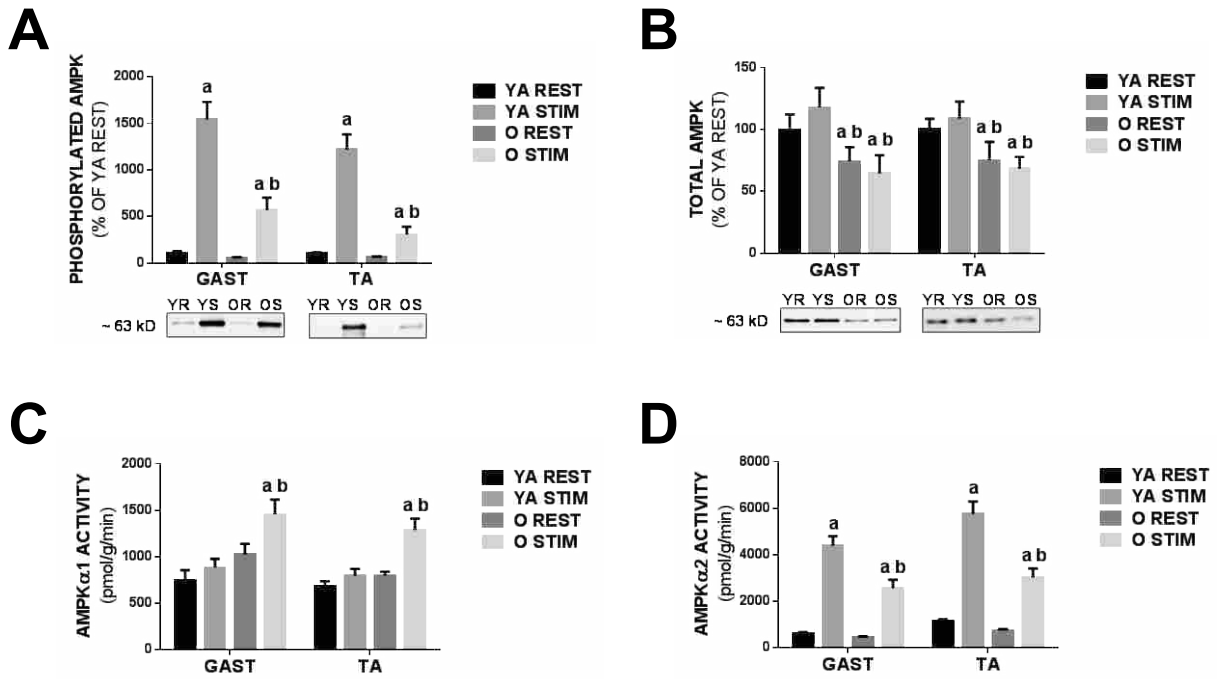 A
PHOSPHORYLATED AMPK
(% OF YA REST)
2000
1500
1000
500
0
a
a b
a
a b
GAST
TA
YA REST
YA STIM
O REST
O STIM
YR YS OR OS
YR YS OR OS
~ 63 kD
B
TOTAL AMPK
(% OF YA REST)
150
100
50
0
a b
a b
a b
a b
GAST
TA
YA REST
YA STIM
O REST
O STIM
YR YS OR OS
YR YS OR OS
~ 63 kD
C
AMPKα1 ACTIVITY
(pmol/g/min)
2000
1500
1000
500
0
a b
a b
GAST
TA
YA REST
YA STIM
O REST
O STIM
D
AMPKα2 ACTIVITY
(pmol/g/min)
8000
6000
4000
2000
0
a
a b
a
a b
GAST
TA
YA REST
YA STIM
O REST
O STIM